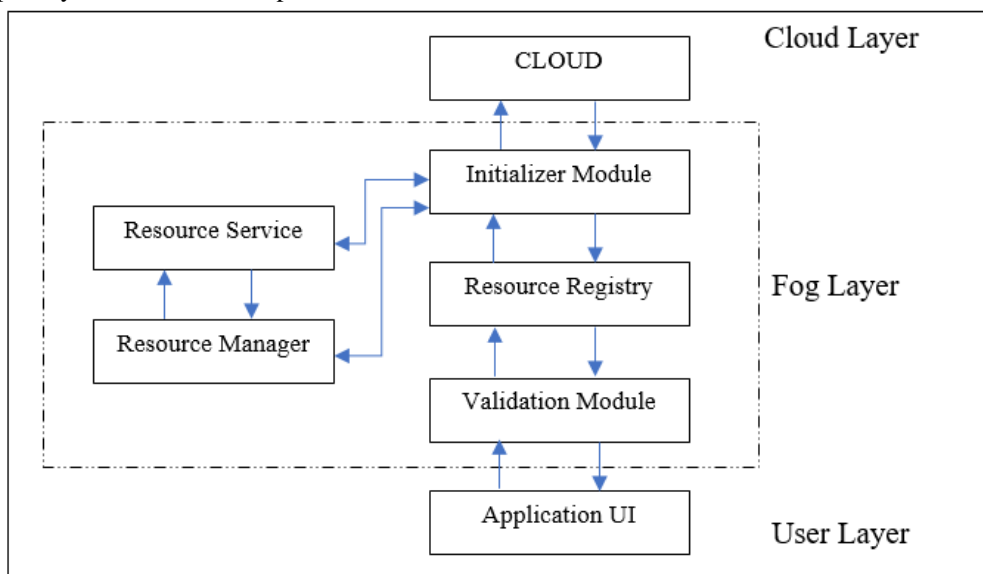 Cloud Layer
CLOUD
Initializer Module
Resource Service
Resource Registry
Fog Layer
Resource Manager
Validation Module
Application UI
User Layer